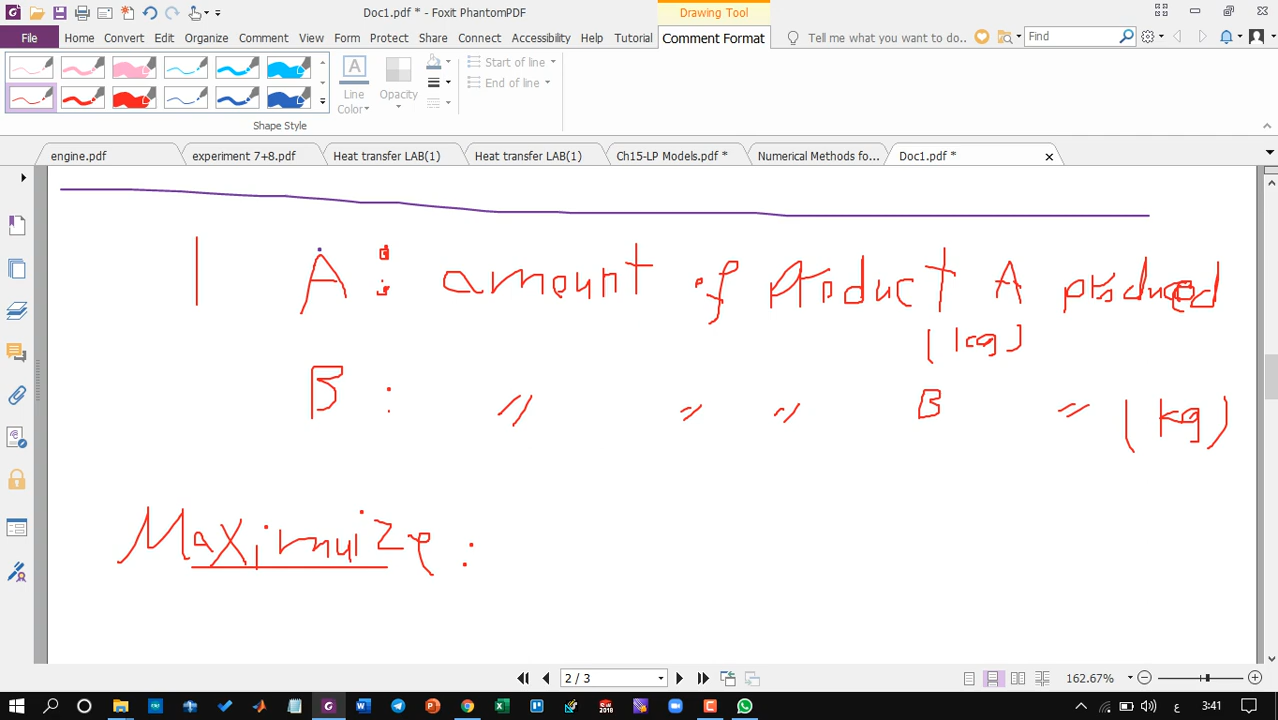 Doc1.pdf * - Foxit PhantomPDF
Drawing Tool
File Home Convert Edit Organize Comment View Form Protect Share Connect Accessibility Help Tutorial Comment Format Tell me what you want to do.. Find
Line Color
Opacity
Start of line
End of line
Shape Style
engine.pdf experiment 7+8.pdf Heat transfer LAB(1) Heat transfer LAB(1) Ch15-LP Models.pdf * Numerical Methods fo... Doc1.pdf *
A : amount of product A produced
(kg)
B : 〃 〃 〃 B 〃 (kg)
Maximize :
2 / 3 162.67%
ع 3:41